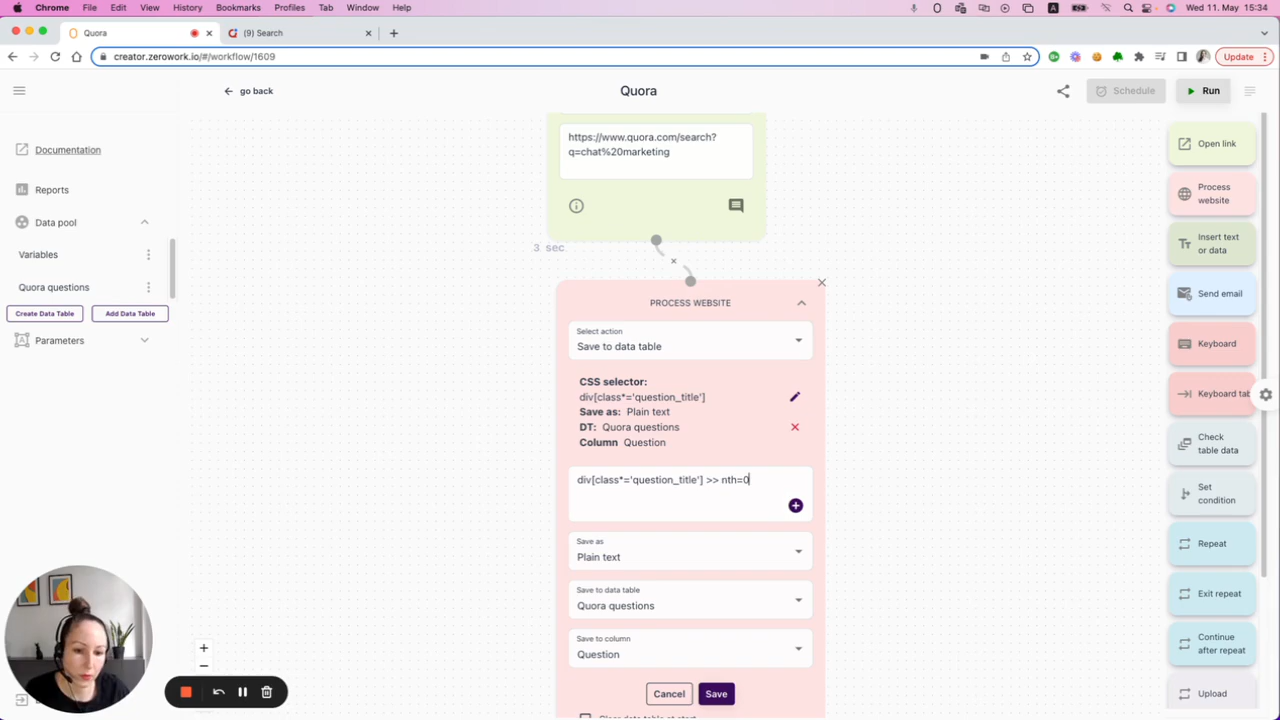 Chrome File Edit View History Bookmarks Profiles Tab Window Help
Wed 11. May 15:34
Quora
(9) Search
creator.zerowork.io/#/workflow/1609
Update
go back
Quora
Schedule
Run
Documentation
Reports
Data pool
Variables
Quora questions
Create Data Table
Add Data Table
Parameters
https://www.quora.com/search?
q=chat%20marketing
3 sec
PROCESS WEBSITE
Select action
Save to data table
CSS selector:
div[class*='question_title']
Save as: Plain text
DT: Quora questions
Column Question
div[class*='question_title'] >> nth=0
Save as
Plain text
Save to data table
Quora questions
Save to column
Question
Cancel
Save
Clear data table at start
Open link
Process
website
Insert text
or data
Send email
Keyboard
Keyboard tab
Check
table data
Set
condition
Repeat
Exit repeat
Continue
after repeat
Upload